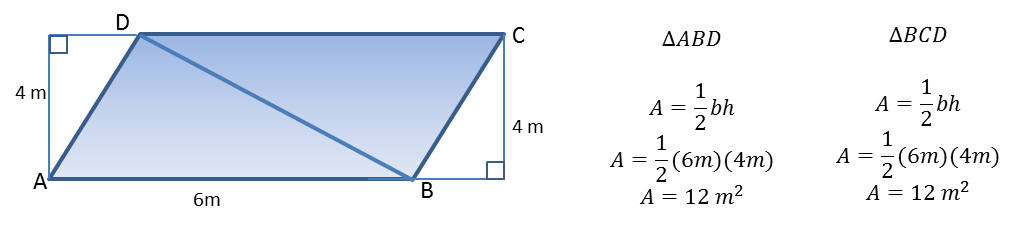 D
C
4 m
4 m
A
B
6m
ΔABD
A = 1/2 bh
A = 1/2 (6m)(4m)
A = 12 m²
ΔBCD
A = 1/2 bh
A = 1/2 (6m)(4m)
A = 12 m²